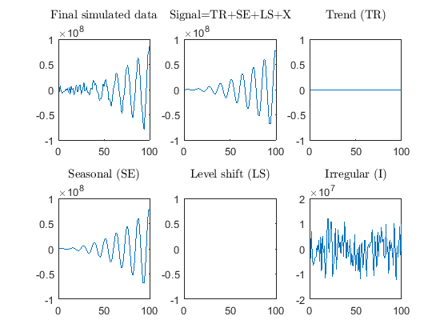 Final simulated data Signal=TR+SE+LS+X Trend (TR)
×10^8 ×10^8
1 1 1
0.5 0.5 0.5
0 0 0
-0.5 -0.5 -0.5
-1 -1 -1
0 50 100 0 50 100 0 50 100
Seasonal (SE) Level shift (LS) Irregular (I)
×10^8 ×10^7
1 1 2
0.5 0.5 1
0 0 0
-0.5 -0.5 -1
-1 -1 -2
0 50 100 0 50 100 0 50 100